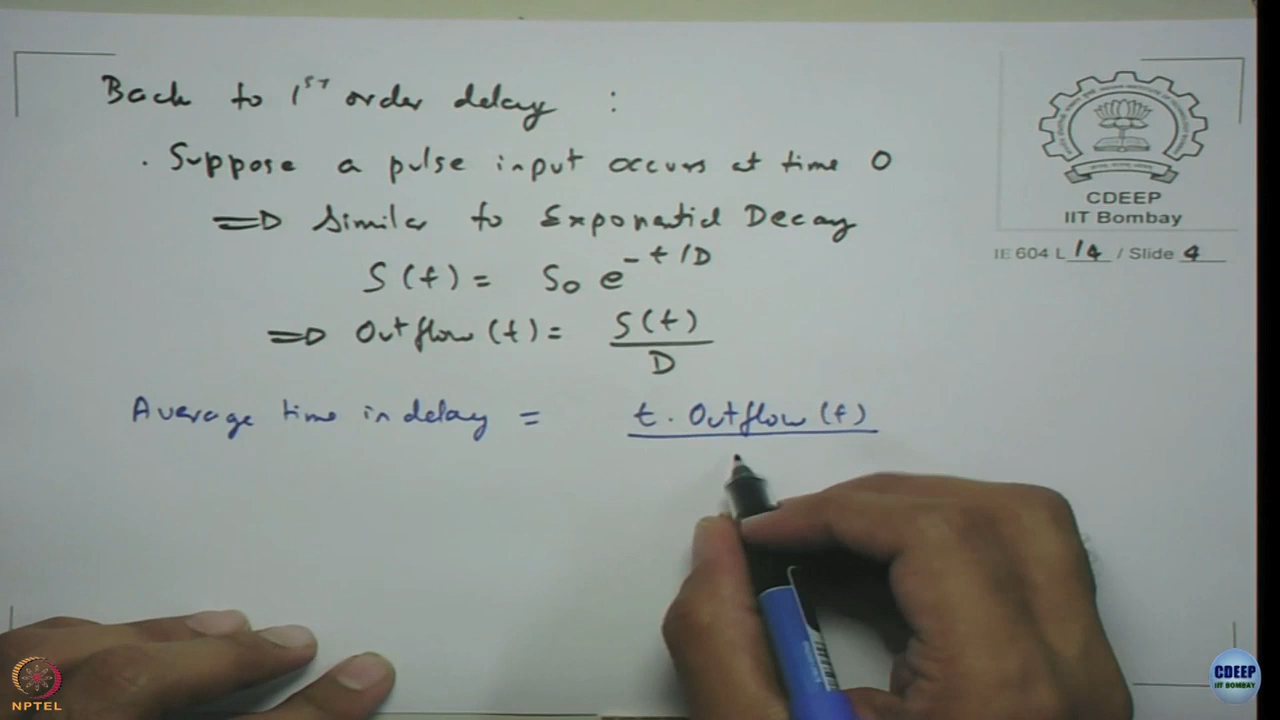 Back to 1ST order delay :
. Suppose a pulse input occurs at time 0
=> Similar to Exponential Decay
S(t) = S0 e^-t/D
=> Outflow(t) = S(t)/D
Average time in delay = t. Outflow(t)
CDEEP
IIT Bombay
IE 604 L 14 / Slide 4
NPTEL
CDEEP
IIT BOMBAY